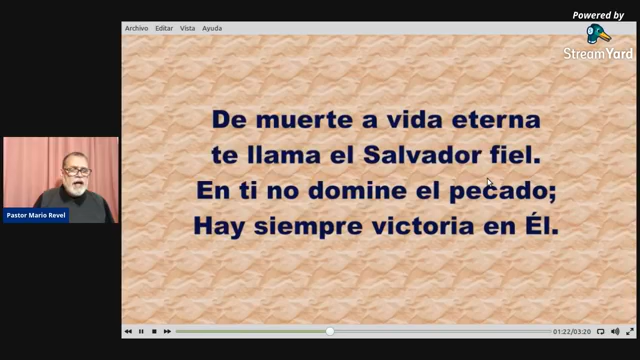 Powered by
StreamYard
Archivo Editar Vista Ayuda
De muerte a vida eterna
te llama el Salvador fiel.
En ti no domine el pecado;
Hay siempre victoria en Él.
Pastor Mario Revel
01:22/03:20